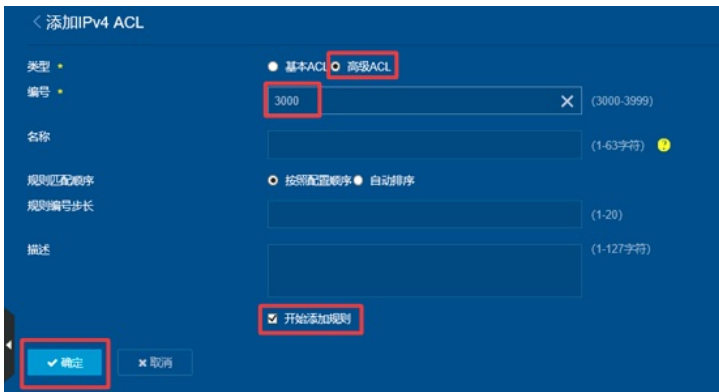 添加IPv4 ACL
类型 • 基本ACL 高级ACL
编号 • 3000 (3000-3999)
名称 (1-63字符) ?
规则匹配顺序 按照配置顺序 自动排序
规则编号步长 (1-20)
描述 (1-127字符)
开始添加规则
确定 取消